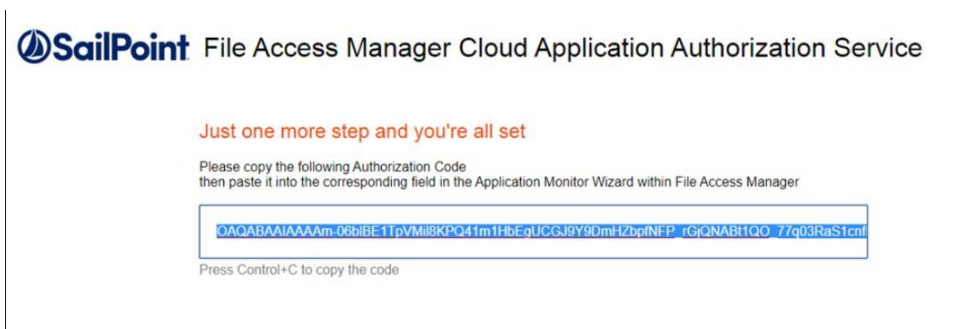 SailPoint File Access Manager Cloud Application Authorization Service
Just one more step and you're all set
Please copy the following Authorization Code
then paste it into the corresponding field in the Application Monitor Wizard within File Access Manager
OAQABAAIAAAAm-06blBE1TpVMil8KPQ41m1HbEgUCGJ9Y9DmHZbpfNFP_rGjQNABt1QO_77q03RaS1cnf
Press Control+C to copy the code